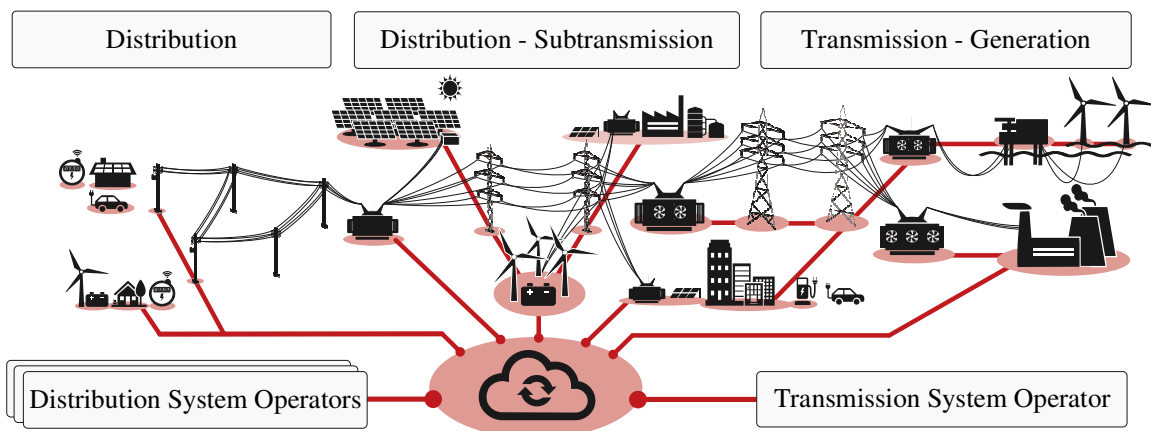 Distribution
Distribution - Subtransmission
Transmission - Generation
Distribution System Operators
Transmission System Operator